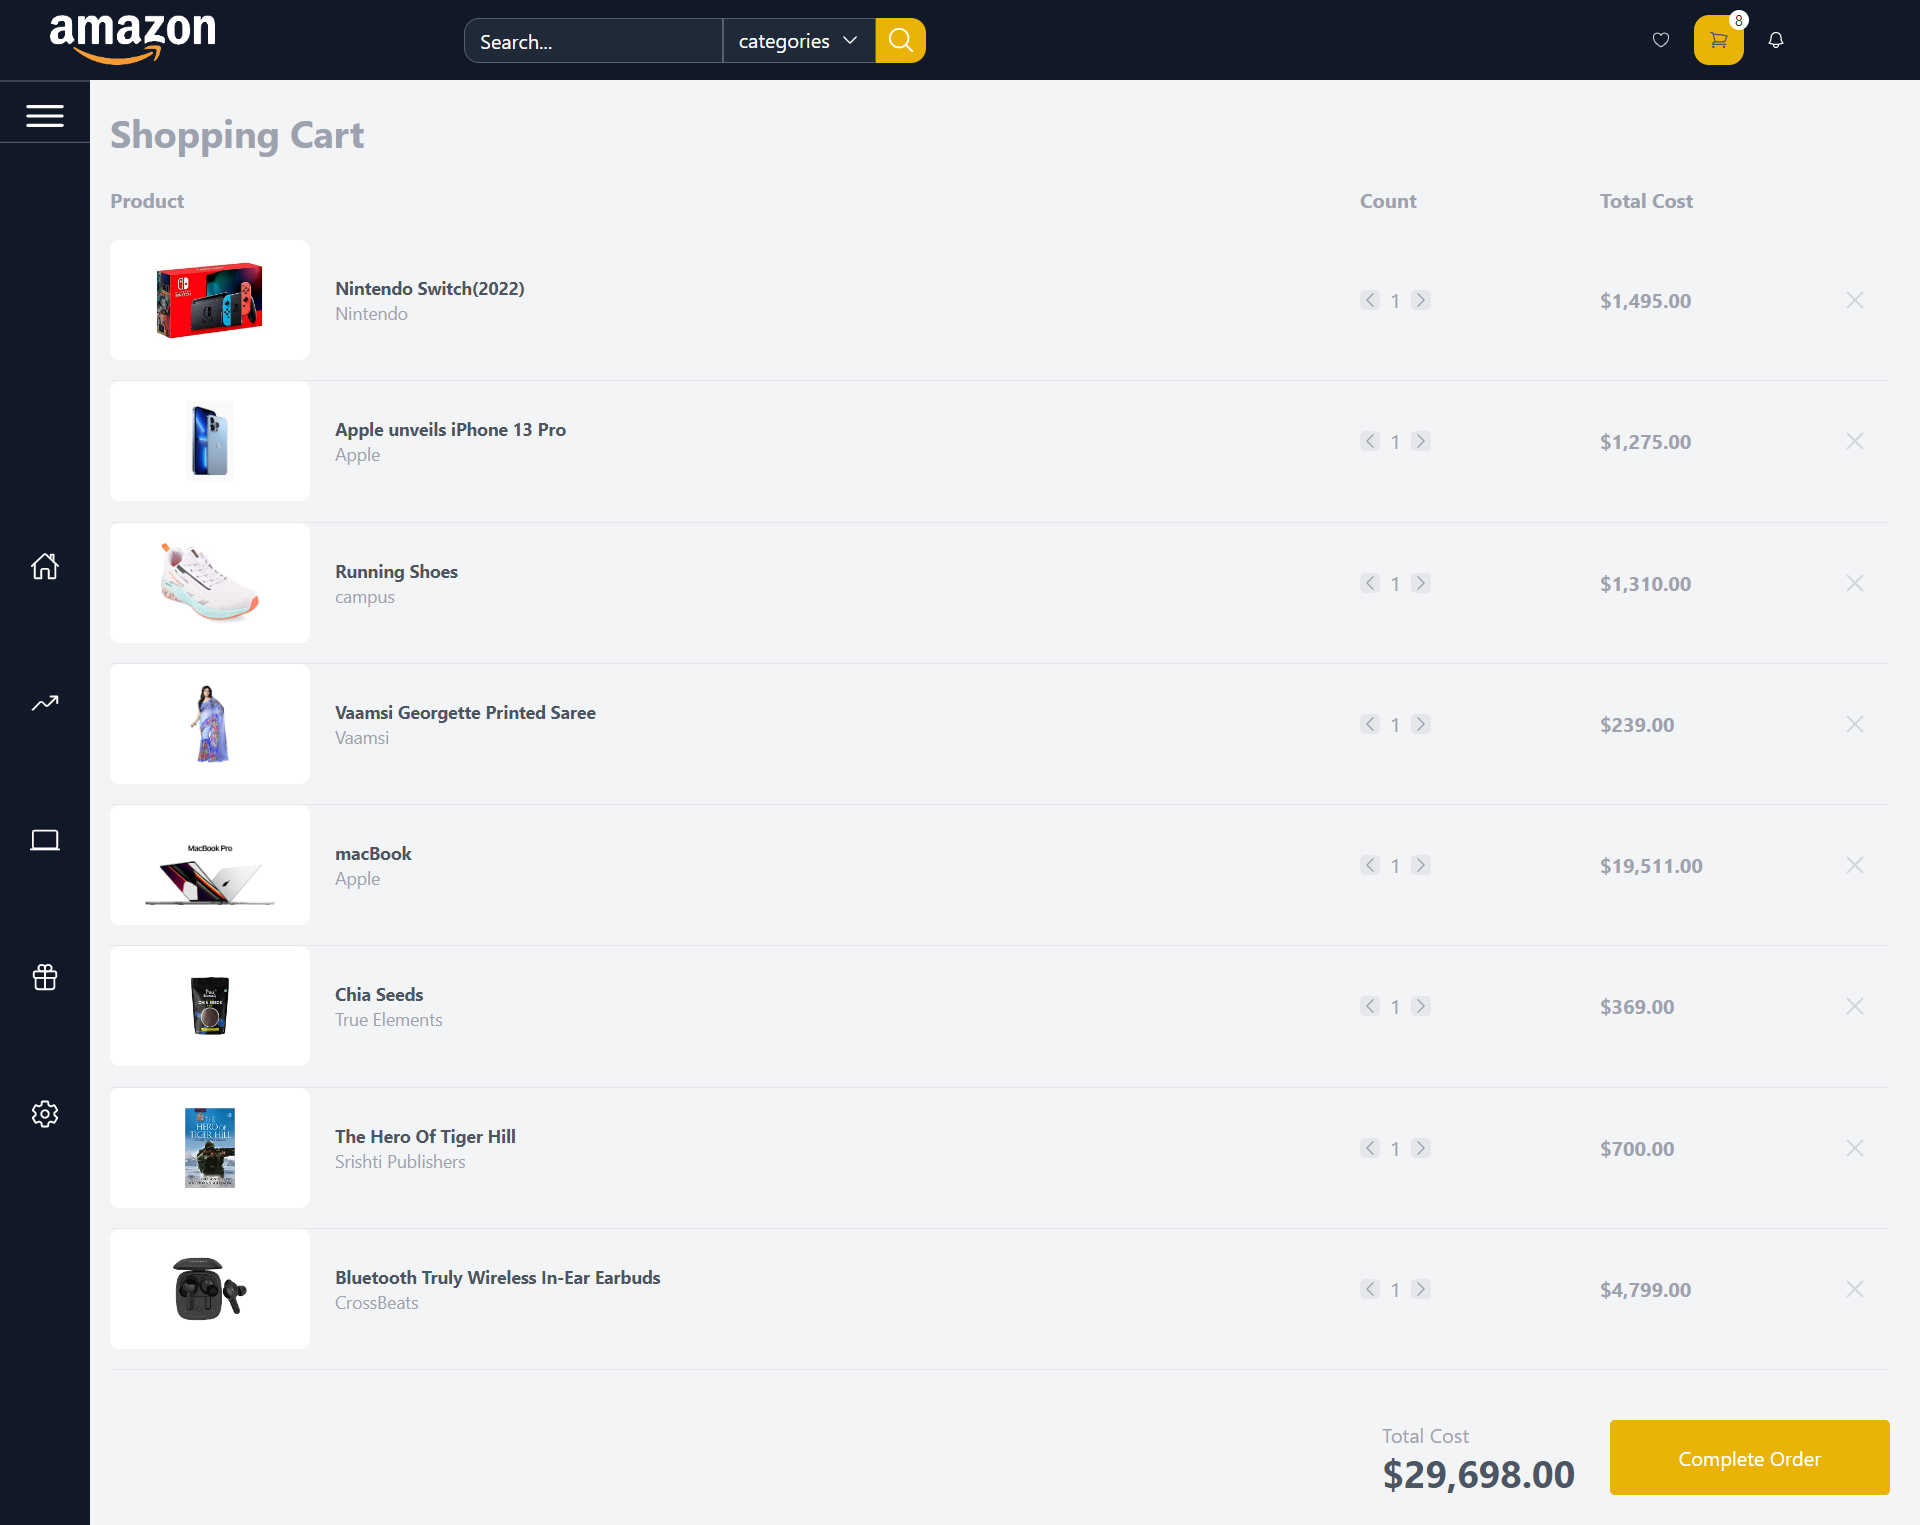 amazon
Search...
categories
8
Shopping Cart
Product Count Total Cost
Nintendo Switch(2022)
Nintendo
1
$1,495.00
Apple unveils iPhone 13 Pro
Apple
1
$1,275.00
Running Shoes
campus
1
$1,310.00
Vaamsi Georgette Printed Saree
Vaamsi
1
$239.00
MacBook Pro
macBook
Apple
1
$19,511.00
CHIA SEEDS
Chia Seeds
True Elements
1
$369.00
THE
HERO OF
TIGER HILL
The Hero Of Tiger Hill
Srishti Publishers
1
$700.00
Bluetooth Truly Wireless In-Ear Earbuds
CrossBeats
1
$4,799.00
Total Cost
$29,698.00
Complete Order